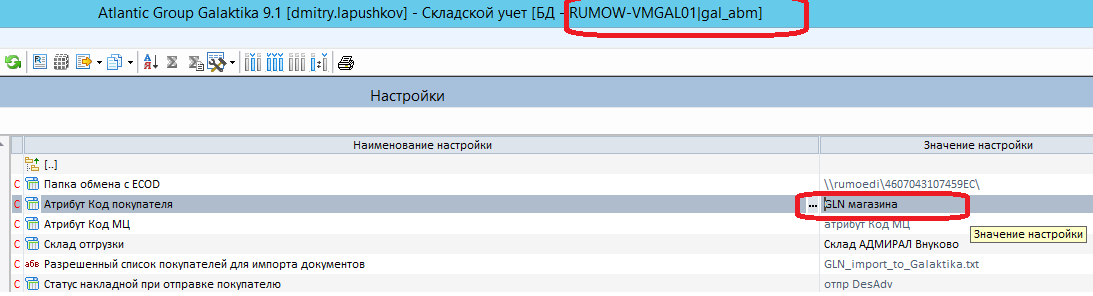 Atlantic Group Galaktika 9.1 [dmitry.lapushkov] - Складской учет [БД - RUMOW-VMGAL01|gal_abm]
Настройки
Наименование настройки Значение настройки
[..]
С Папка обмена с ECOD \\rumoedi\4607043107459EC\
С Атрибут Код покупателя ... GLN магазина
С Атрибут Код МЦ атрибут Код МЦ
Значение настройки
С Склад отгрузки Склад АДМИРАЛ Внуково
С абв Разрешенный список покупателей для импорта документов GLN_import_to_Galaktika.txt
С Статус накладной при отправке покупателю отпр DesAdv